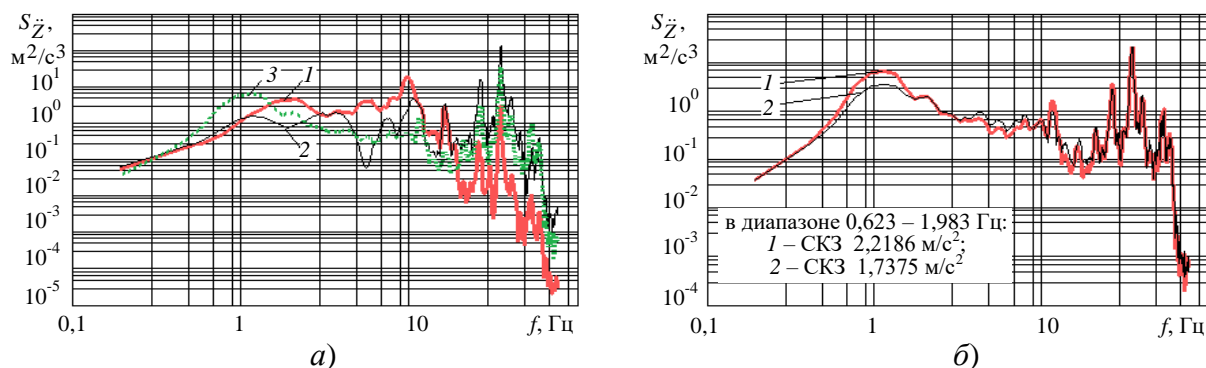 S_Z̈,
м²/с³
10¹
10⁰
10⁻¹
10⁻²
10⁻³
10⁻⁴
10⁻⁵
3
1
2
0,1
1
10
f, Гц
а)
S_Z̈,
м²/с³
10⁰
10⁻¹
10⁻²
10⁻³
10⁻⁴
1
2
в диапазоне 0,623 – 1,983 Гц:
1 – СКЗ 2,2186 м/с²;
2 – СКЗ 1,7375 м/с²
0,1
1
10
f, Гц
б)